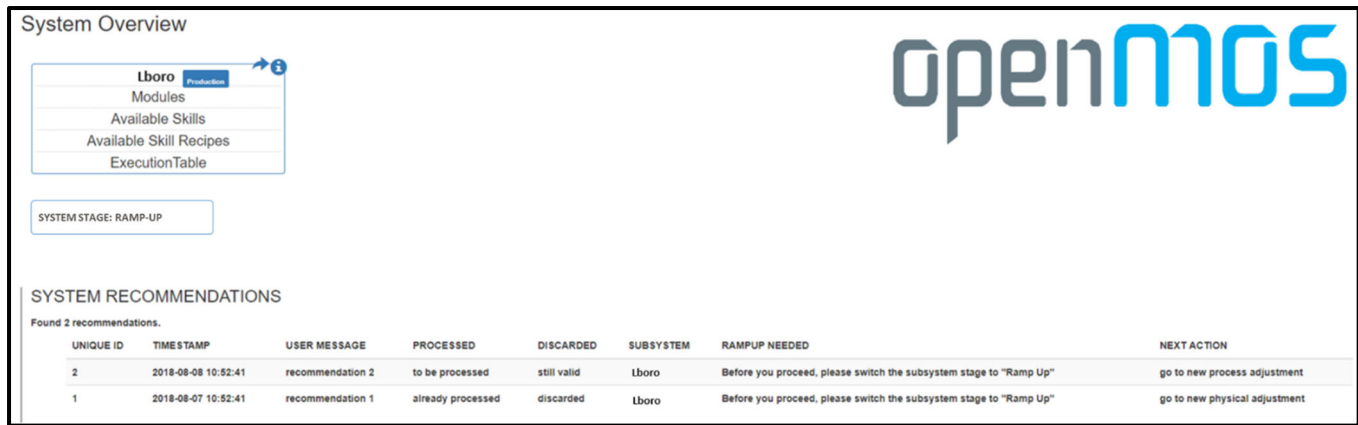 System Overview
openMOS
Lboro Production
Modules
Available Skills
Available Skill Recipes
ExecutionTable
SYSTEM STAGE: RAMP-UP
SYSTEM RECOMMENDATIONS
Found 2 recommendations.
UNIQUE ID TIMESTAMP USER MESSAGE PROCESSED DISCARDED SUBSYSTEM RAMPUP NEEDED NEXT ACTION
2 2018-08-08 10:52:41 recommendation 2 to be processed still valid Lboro Before you proceed, please switch the subsystem stage to "Ramp Up" go to new process adjustment
1 2018-08-07 10:52:41 recommendation 1 already processed discarded Lboro Before you proceed, please switch the subsystem stage to "Ramp Up" go to new physical adjustment